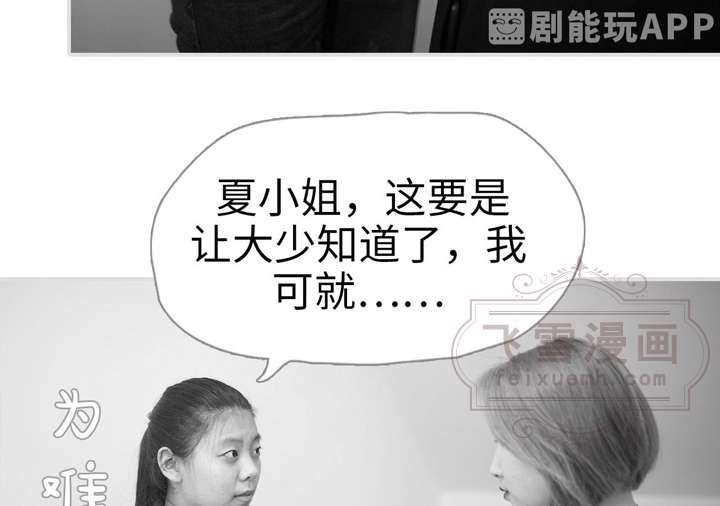 剧能玩APP
夏小姐，这要是
让大少知道了，我
可就……
飞雪漫画
feixuemh.com
为
难